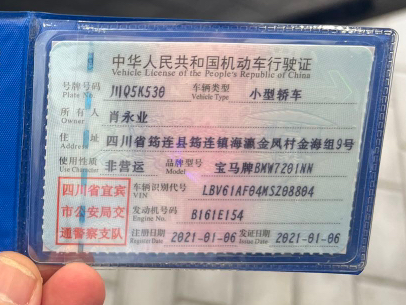 中华人民共和国机动车行驶证
Vehicle License of the People's Republic of China
号牌号码 Plate No. 川Q5K530 车辆类型 Vehicle Type 小型轿车
所有人 Owner 肖永业
住址 Address 四川省筠连县筠连镇海瀛金凤村金海组9号
使用性质 Use Character 非营运 品牌型号 Model 宝马牌BMW7201NN
四川省宜宾市公安局交通警察支队
车辆识别代号 VIN LBV61AF04MSZ08804
发动机号码 Engine No. B161E154
注册日期 Register Date 2021-01-06 发证日期 Issue Date 2021-01-06